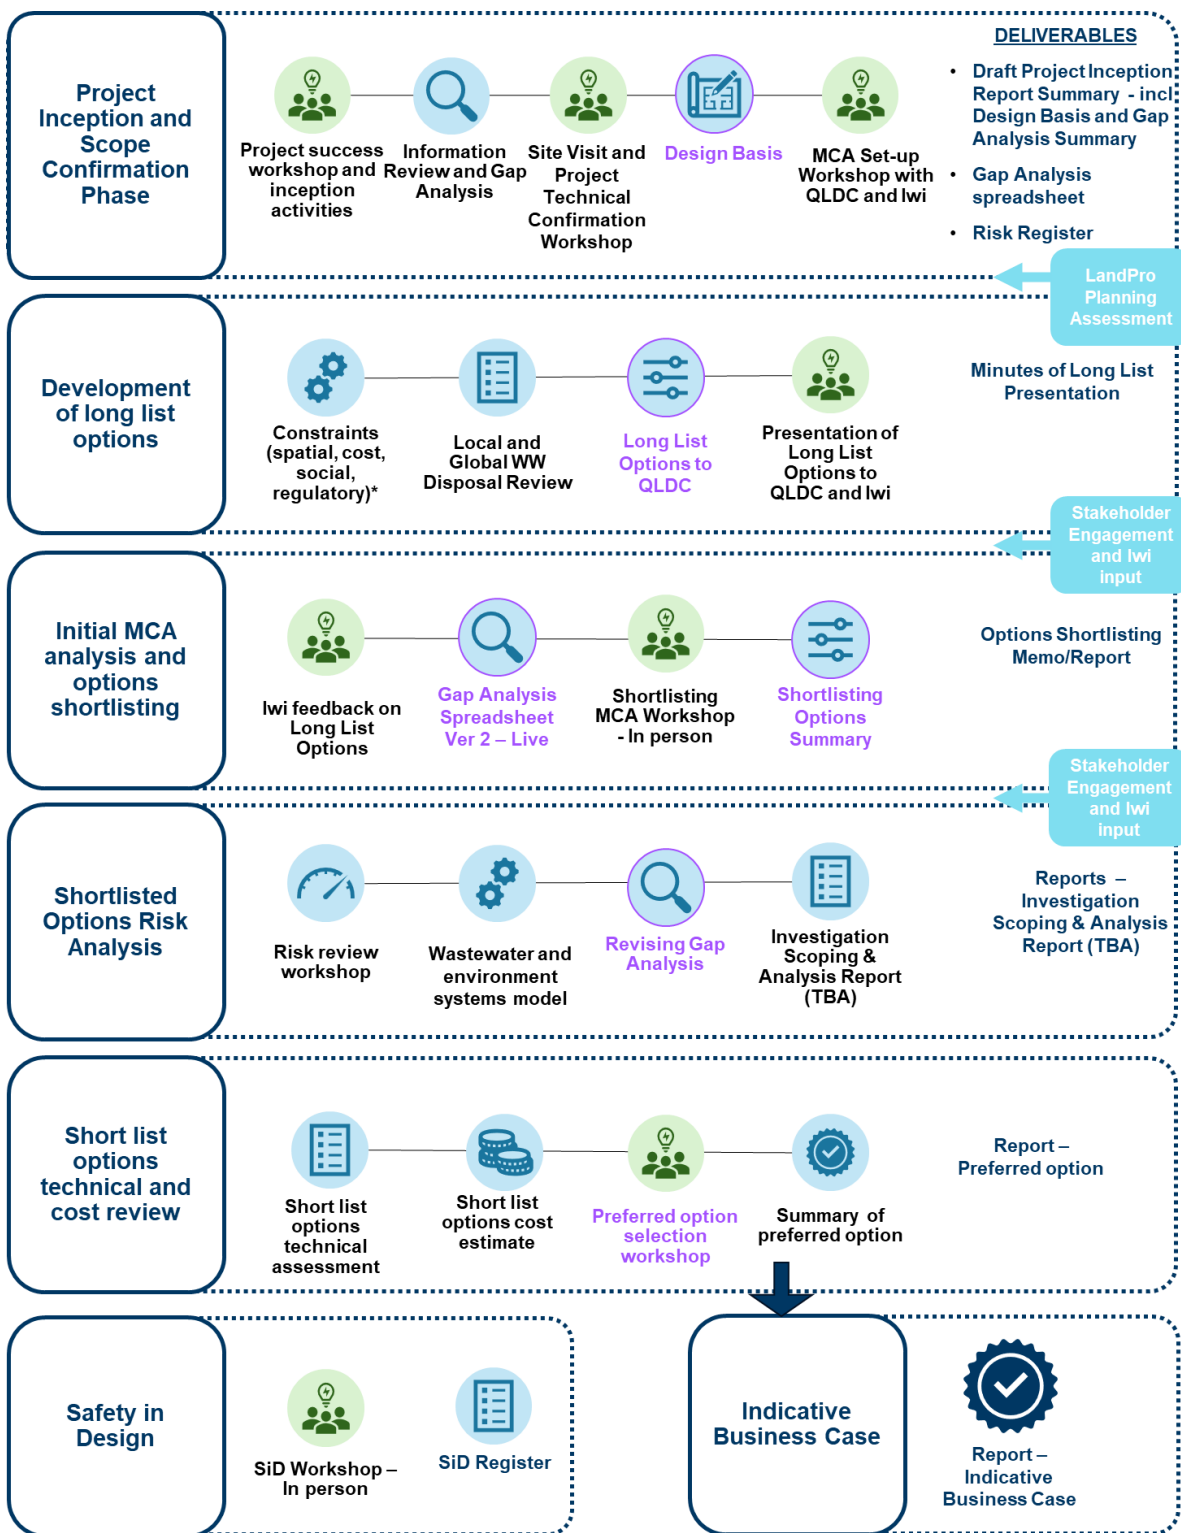 Project
Inception and
Scope
Confirmation
Phase
Project success
workshop and
inception
activities
Information
Review and Gap
Analysis
Site Visit and
Project
Technical
Confirmation
Workshop
Design Basis
MCA Set-up
Workshop with
QLDC and Iwi
DELIVERABLES
• Draft Project Inception
Report Summary - incl
Design Basis and Gap
Analysis Summary
• Gap Analysis
spreadsheet
• Risk Register
LandPro
Planning
Assessment
Development
of long list
options
Constraints
(spatial, cost,
social,
regulatory)*
Local and
Global WW
Disposal Review
Long List
Options to
QLDC
Presentation of
Long List
Options to
QLDC and Iwi
Minutes of Long List
Presentation
Stakeholder
Engagement
and Iwi
input
Initial MCA
analysis and
options
shortlisting
Iwi feedback on
Long List
Options
Gap Analysis
Spreadsheet
Ver 2 – Live
Shortlisting
MCA Workshop
- In person
Shortlisting
Options
Summary
Options Shortlisting
Memo/Report
Stakeholder
Engagement
and Iwi
input
Shortlisted
Options Risk
Analysis
Risk review
workshop
Wastewater and
environment
systems model
Revising Gap
Analysis
Investigation
Scoping &
Analysis Report
(TBA)
Reports –
Investigation
Scoping & Analysis
Report (TBA)
Short list
options
technical and
cost review
Short list
options
technical
assessment
Short list
options cost
estimate
Preferred option
selection
workshop
Summary of
preferred option
Report –
Preferred option
Safety in
Design
SiD Workshop –
In person
SiD Register
Indicative
Business Case
Report –
Indicative
Business Case